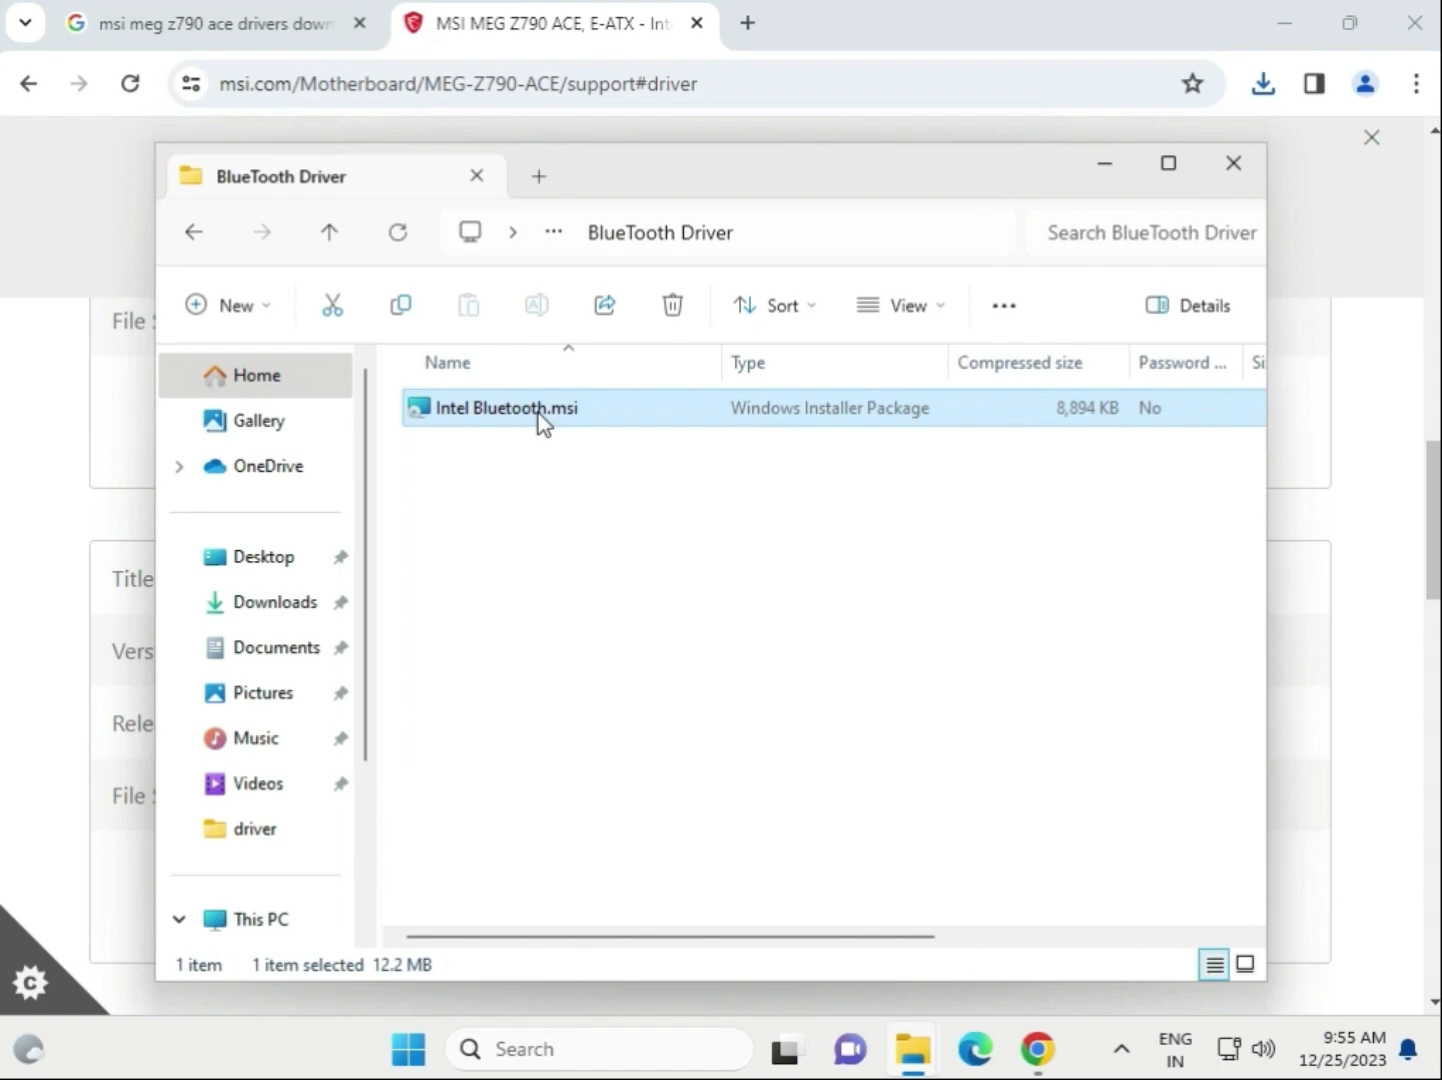 msi meg z790 ace drivers down
MSI MEG Z790 ACE, E-ATX - Int
msi.com/Motherboard/MEG-Z790-ACE/support#driver
BlueTooth Driver
BlueTooth Driver
Search BlueTooth Driver
New
Sort
View
Details
File
Name
Type
Compressed size
Password ...
Home
Intel Bluetooth.msi
Windows Installer Package
8,894 KB
No
Gallery
OneDrive
Desktop
Title
Downloads
Documents
Vers
Pictures
Rele
Music
Videos
File
driver
This PC
1 item
1 item selected 12.2 MB
Search
ENG
IN
9:55 AM
12/25/2023